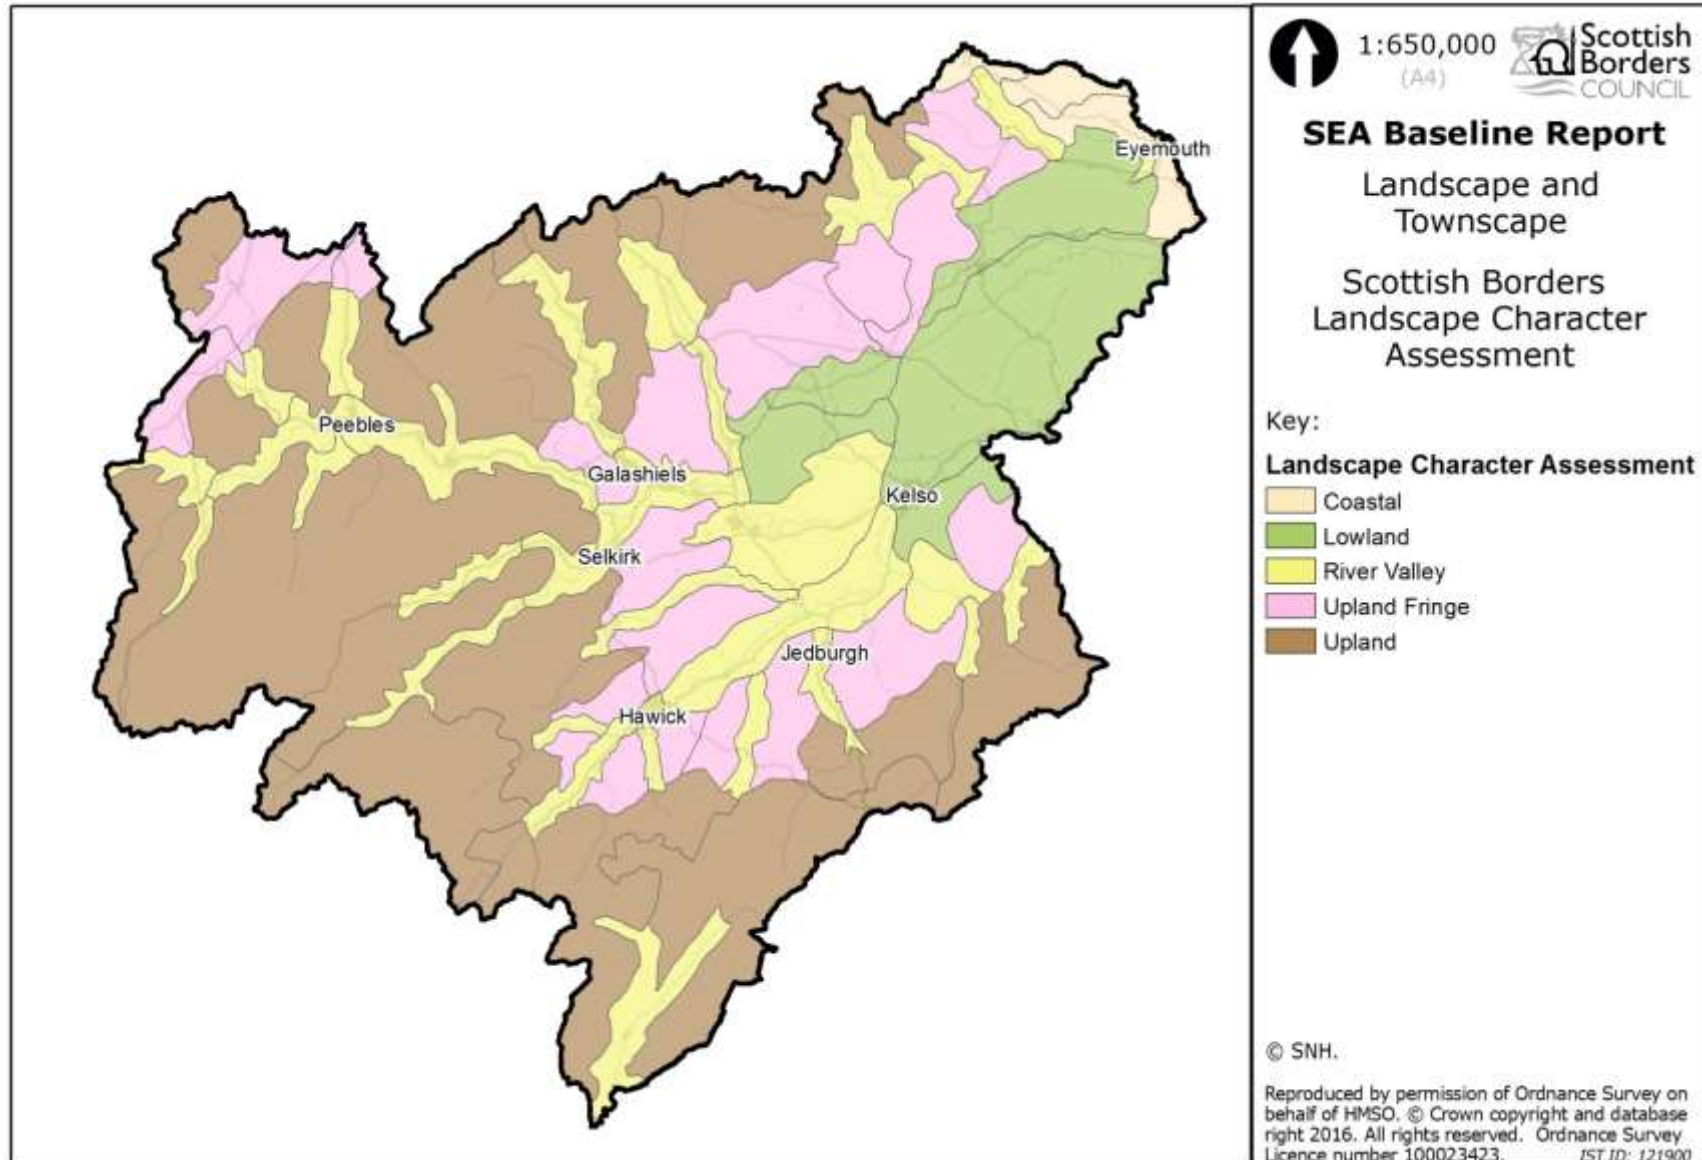 1:650,000
(A4)
Scottish
Borders
COUNCIL
SEA Baseline Report
Landscape and
Townscape
Scottish Borders
Landscape Character
Assessment
Key:
Landscape Character Assessment
Coastal
Lowland
River Valley
Upland Fringe
Upland
© SNH.
Reproduced by permission of Ordnance Survey on
behalf of HMSO. © Crown copyright and database
right 2016. All rights reserved. Ordnance Survey
Licence number 100023423. IST ID: 121900
Eyemouth
Peebles
Galashiels
Kelso
Selkirk
Jedburgh
Hawick